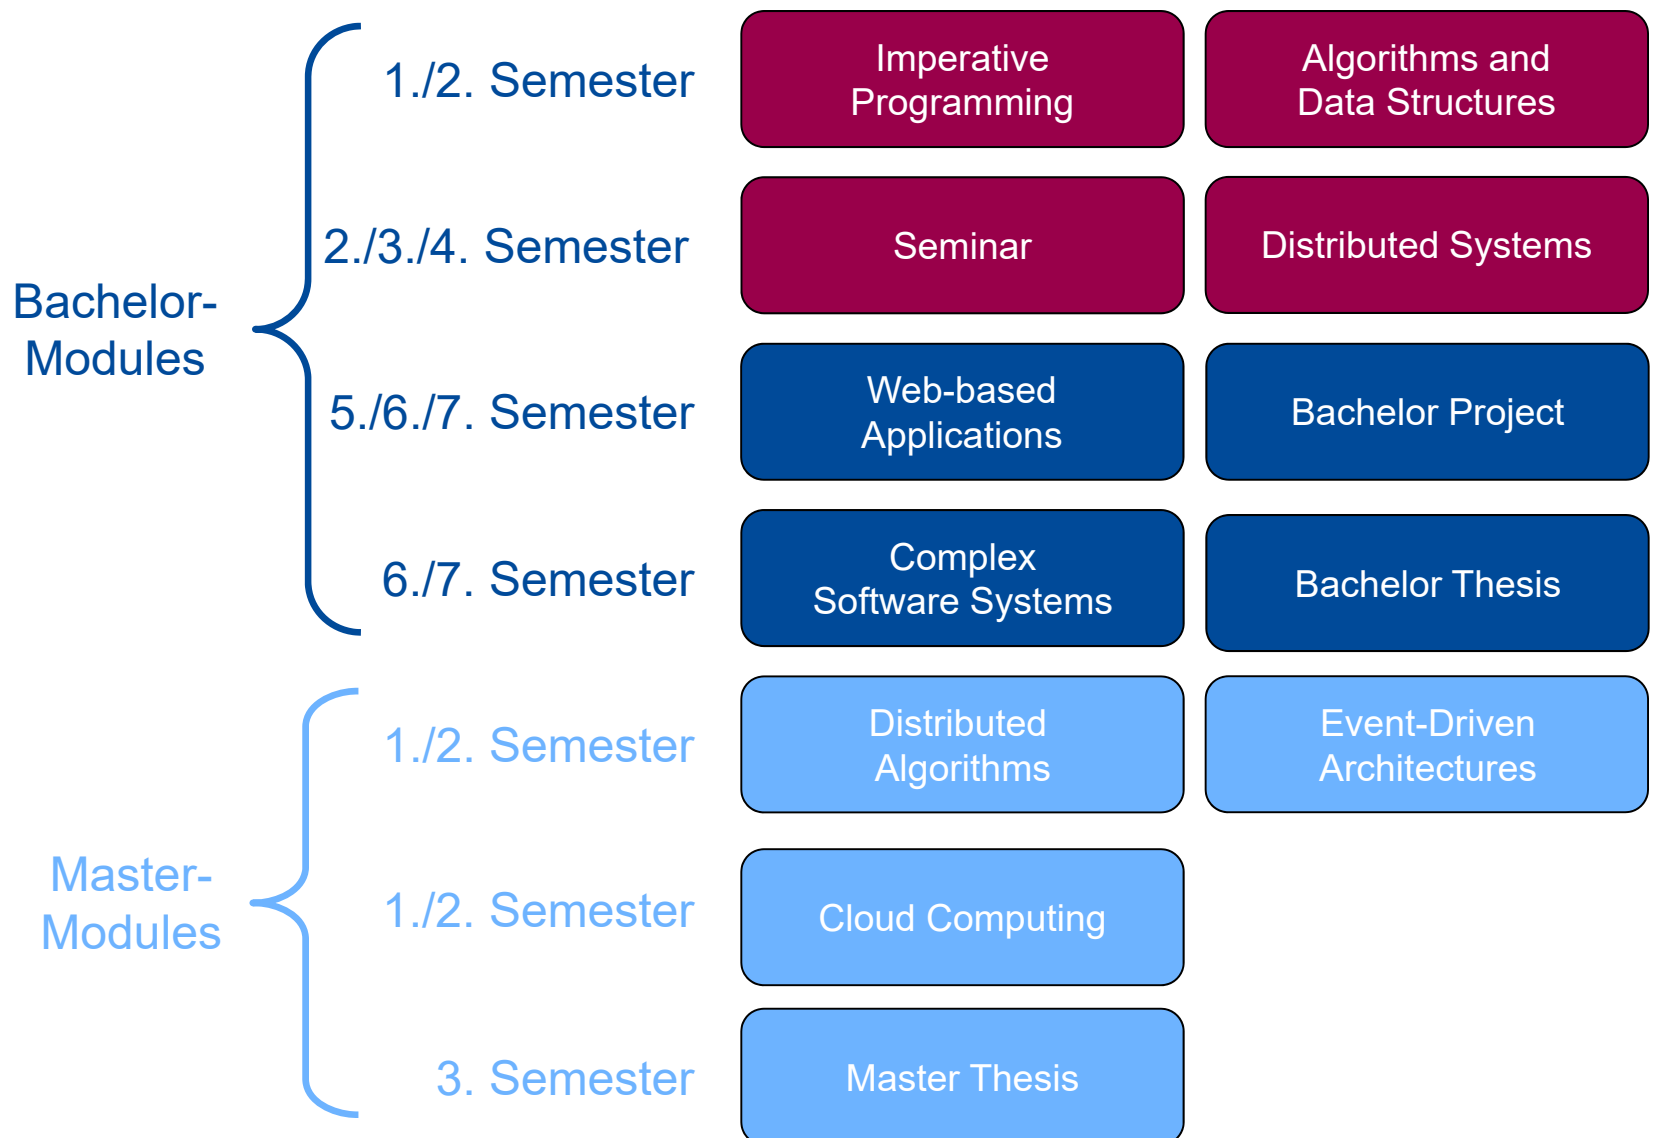 1./2. Semester
Imperative
Programming
Algorithms and
Data Structures
2./3./4. Semester
Seminar
Distributed Systems
Bachelor-
Modules
5./6./7. Semester
Web-based
Applications
Bachelor Project
6./7. Semester
Complex
Software Systems
Bachelor Thesis
1./2. Semester
Distributed
Algorithms
Event-Driven
Architectures
Master-
Modules
1./2. Semester
Cloud Computing
3. Semester
Master Thesis